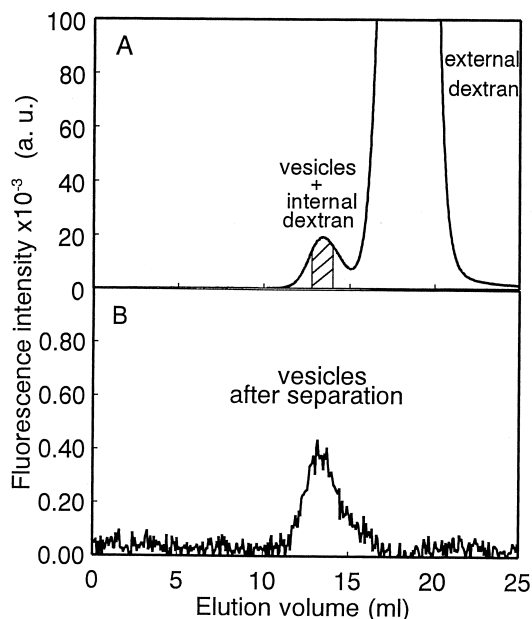 100
A
external
dextran
80
60
vesicles
+
internal
dextran
40
20
0
B
0.80
vesicles
after separation
0.60
0.40
0.20
0.00
0
5
10
15
20
25
Elution volume (ml)
Fluorescence intensity x10-3 (a. u.)